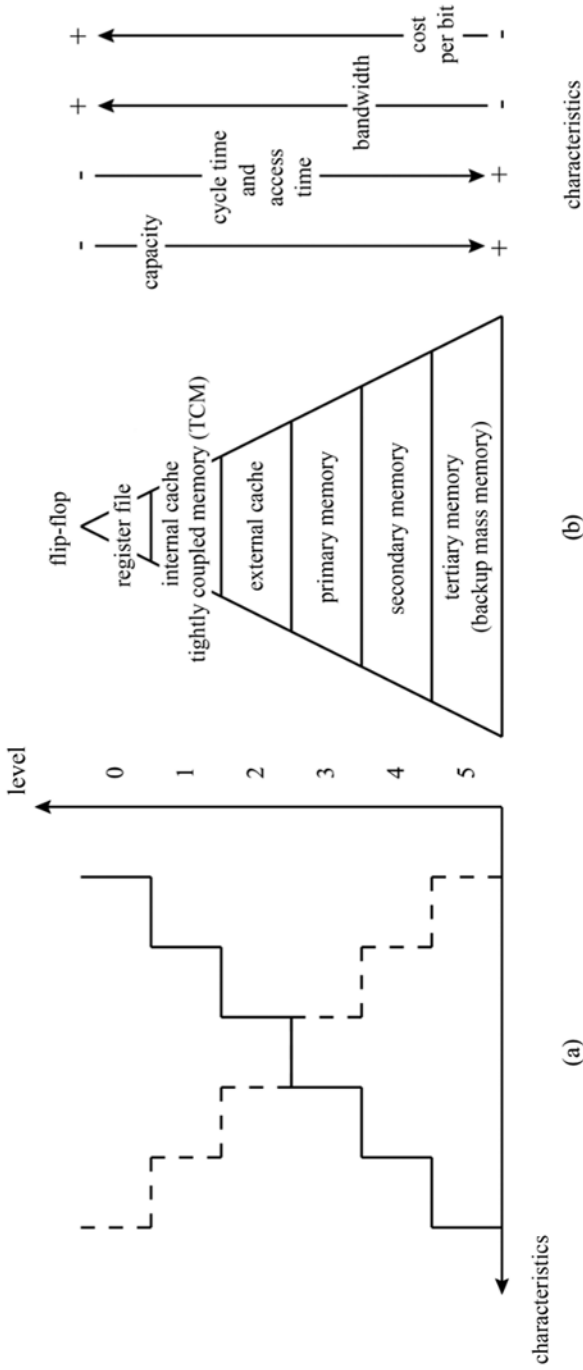 level
0
1
2
3
4
5
characteristics
(a)
flip-flop
register file
internal cache
tightly coupled memory (TCM)
external cache
primary memory
secondary memory
tertiary memory
(backup mass memory)
(b)
-
capacity
+
-
cycle time
and
access
time
+
+
bandwidth
-
+
cost
per bit
-
characteristics